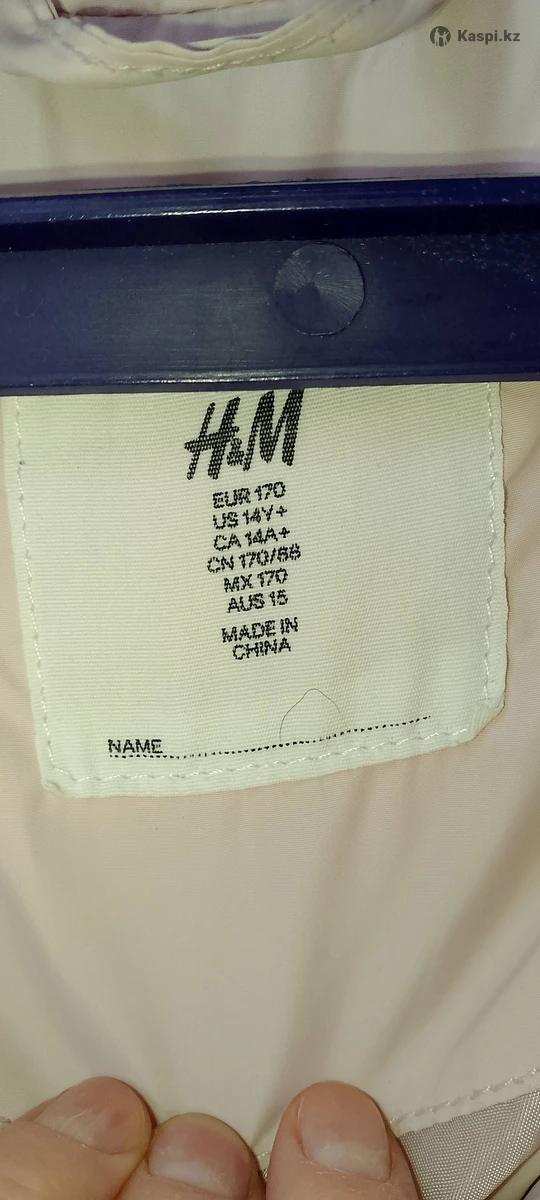 Kaspi.kz
H&M
EUR 170
US 14Y+
CA 14A+
CN 170/88
MX 170
AUS 15
MADE IN
CHINA
NAME